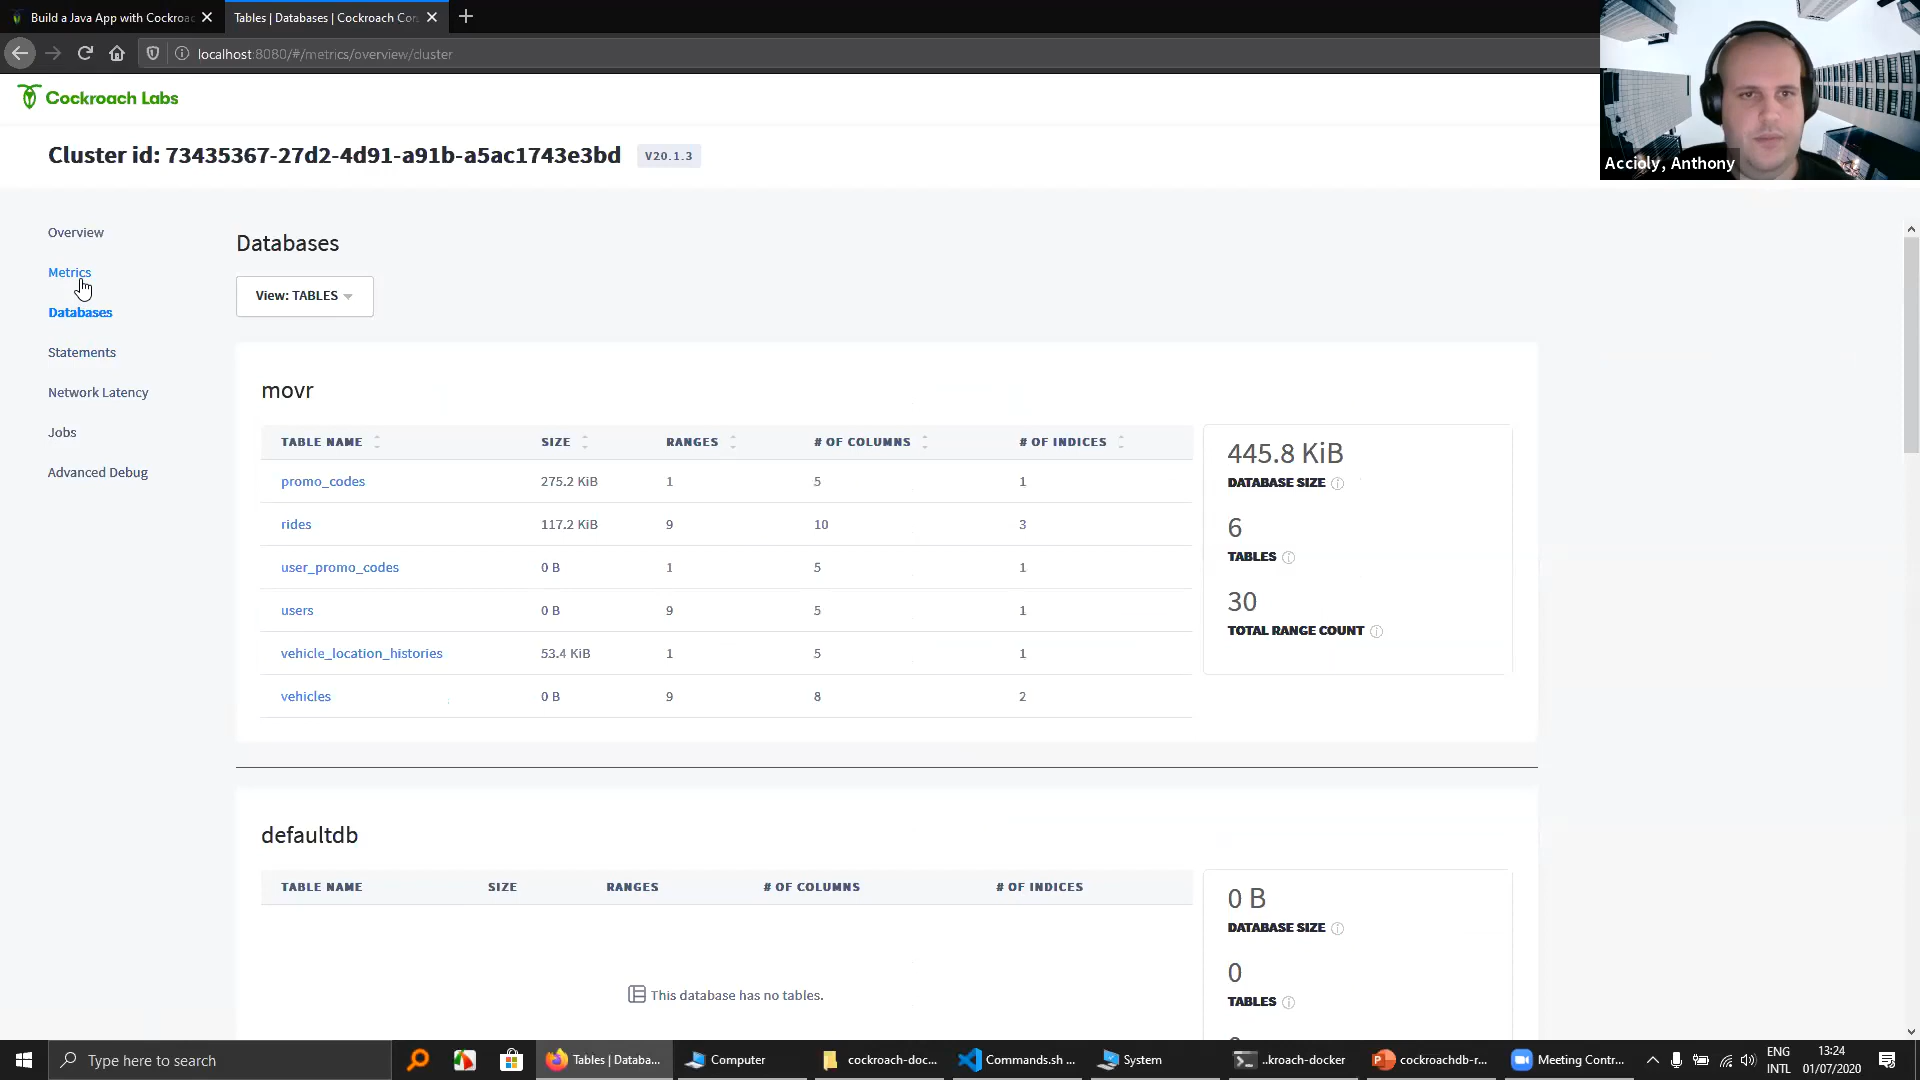 Build a Java App with Cockroac
Tables | Databases | Cockroach Con
localhost:8080/#/metrics/overview/cluster
Cockroach Labs
Accioly, Anthony
Cluster id: 73435367-27d2-4d91-a91b-a5ac1743e3bd V20.1.3
Overview
Metrics
Databases
Statements
Network Latency
Jobs
Advanced Debug
Databases
View: TABLES
movr
TABLE NAME SIZE RANGES # OF COLUMNS # OF INDICES
promo_codes 275.2 KiB 1 5 1
rides 117.2 KiB 9 10 3
user_promo_codes 0 B 1 5 1
users 0 B 9 5 1
vehicle_location_histories 53.4 KiB 1 5 1
vehicles 0 B 9 8 2
445.8 KiB
DATABASE SIZE
6
TABLES
30
TOTAL RANGE COUNT
defaultdb
TABLE NAME SIZE RANGES # OF COLUMNS # OF INDICES
This database has no tables.
0 B
DATABASE SIZE
0
TABLES
Type here to search
Tables | Databa...
Computer
cockroach-doc...
Commands.sh ...
System
..kroach-docker
cockroachdb-r...
Meeting Contr...
ENG
INTL
13:24
01/07/2020